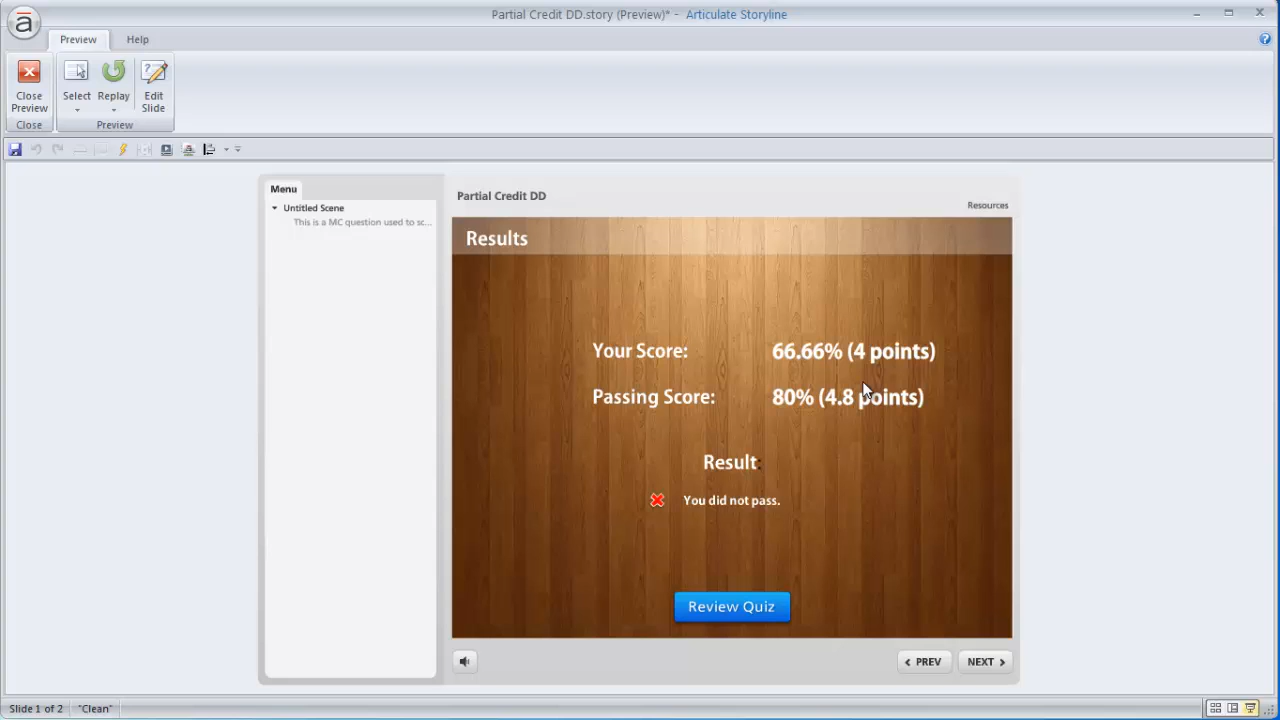 Partial Credit DD.story (Preview)* - Articulate Storyline
Preview
Help
Close Preview
Select
Replay
Edit Slide
Close
Preview
Menu
Untitled Scene
This is a MC question used to sc...
Partial Credit DD
Resources
Results
Your Score: 66.66% (4 points)
Passing Score: 80% (4.8 points)
Result:
You did not pass.
Review Quiz
PREV
NEXT
Slide 1 of 2
"Clean"